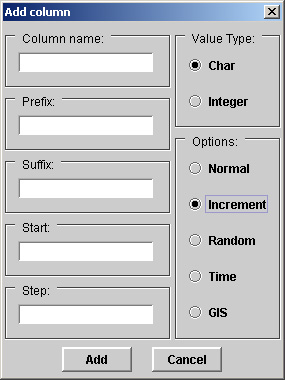 Add column
Column name:
Prefix:
Suffix:
Start:
Step:
Value Type:
Char
Integer
Options:
Normal
Increment
Random
Time
GIS
Add
Cancel